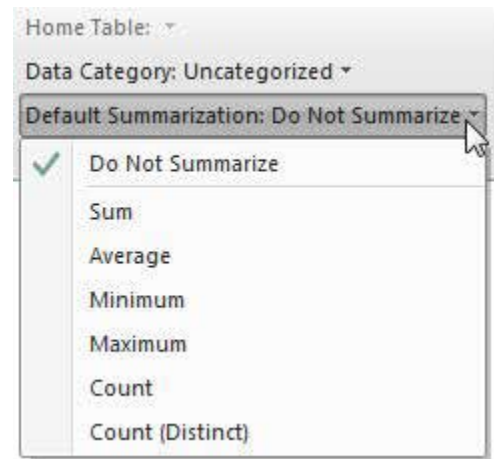 Home Table:
Data Category: Uncategorized
Default Summarization: Do Not Summarize
Do Not Summarize
Sum
Average
Minimum
Maximum
Count
Count (Distinct)